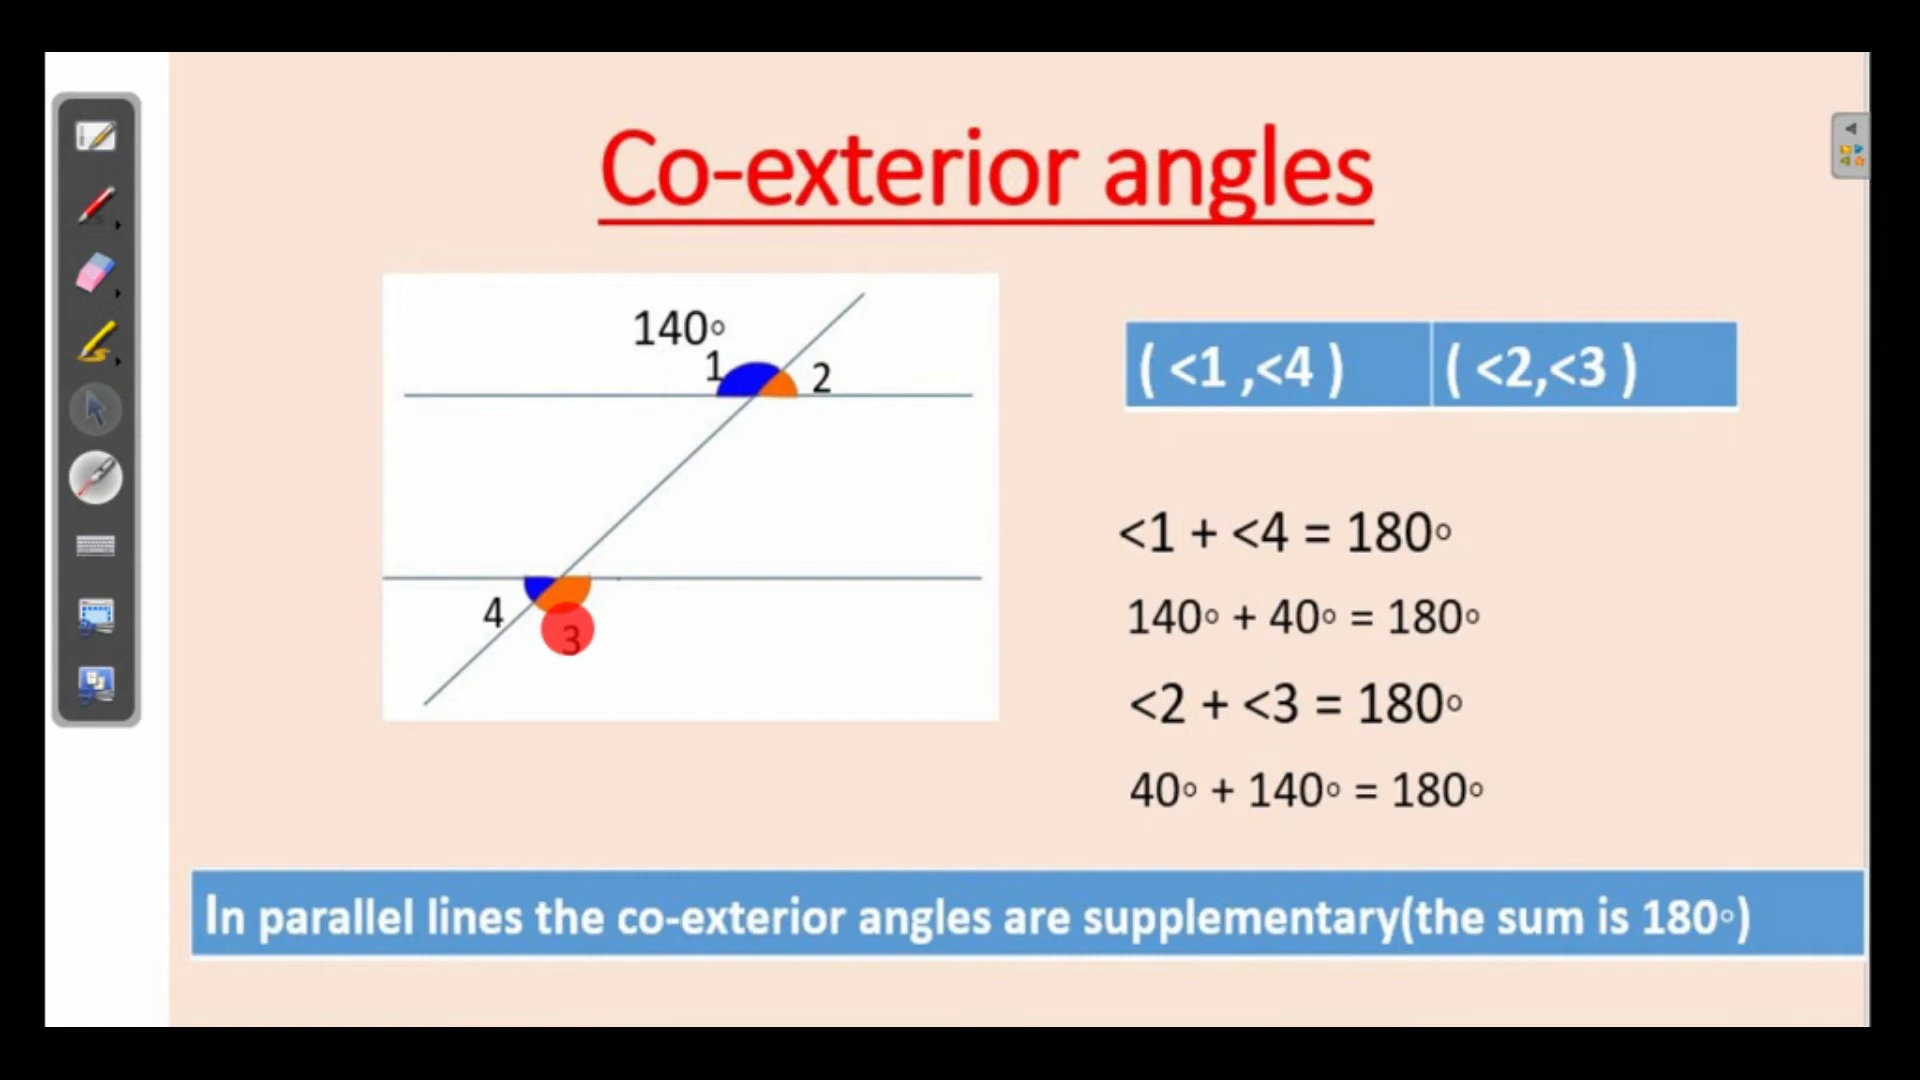 Co-exterior angles
140°
1
2
4
3
( <1 ,<4 ) ( <2,<3 )
<1 + <4 = 180°
140° + 40° = 180°
<2 + <3 = 180°
40° + 140° = 180°
In parallel lines the co-exterior angles are supplementary(the sum is 180°)